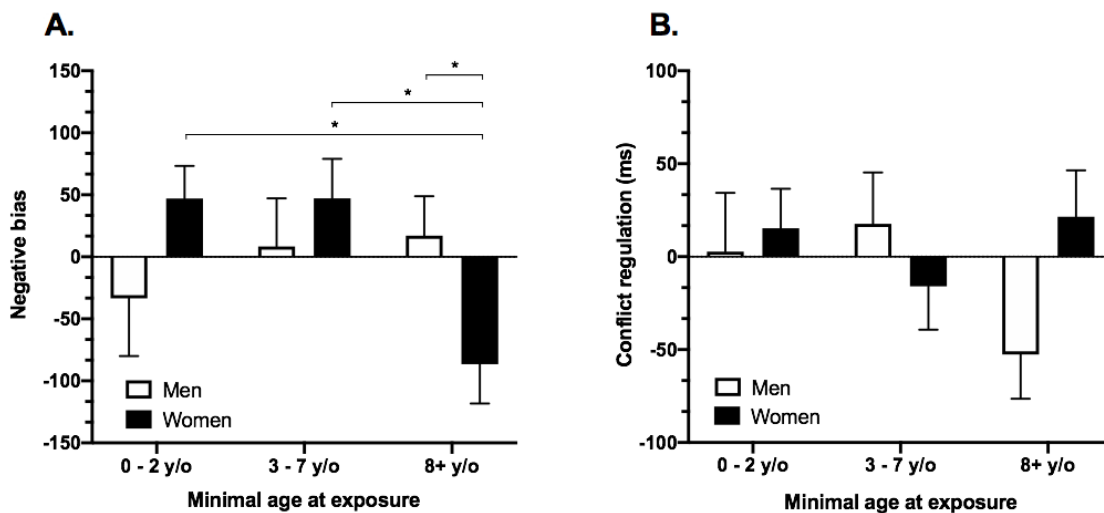 A.
150
100
50
0
-50
-100
-150
Negative bias
*
*
*
Men
Women
0 - 2 y/o
3 - 7 y/o
8+ y/o
Minimal age at exposure
B.
100
50
0
-50
-100
Conflict regulation (ms)
Men
Women
0 - 2 y/o
3 - 7 y/o
8+ y/o
Minimal age at exposure